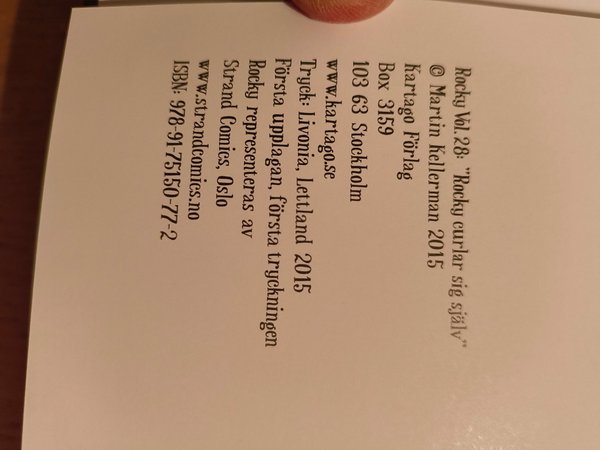 Rocky Vol.28: "Rocky curlar sig själv"
© Martin Kellerman 2015
Kartago Förlag
Box 3159
103 63 Stockholm
www.kartago.se
Tryck: Livonia, Lettland 2015
Första upplagan, första tryckningen
Rocky representeras av
Strand Comics, Oslo
www.strandcomics.no
ISBN: 978-91-75150-77-2